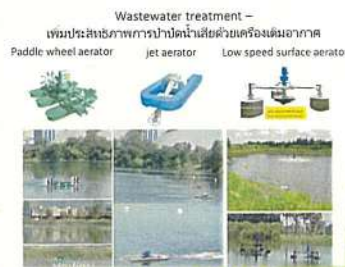 Wastewater treatment –
เพิ่มประสิทธิภาพการบำบัดน้ำเสียด้วยเครื่องเติมอากาศ
Paddle wheel aerator jet aerator Low speed surface aerato